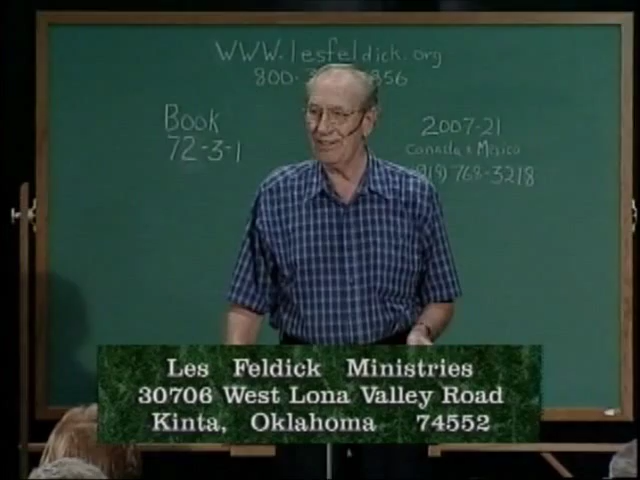 WWW.lesfeldick.org
800-
856
Book
72-3-1
2007-21
Canada & Mexico
768-3218
Les Feldick Ministries
30706 West Lona Valley Road
Kinta, Oklahoma 74552